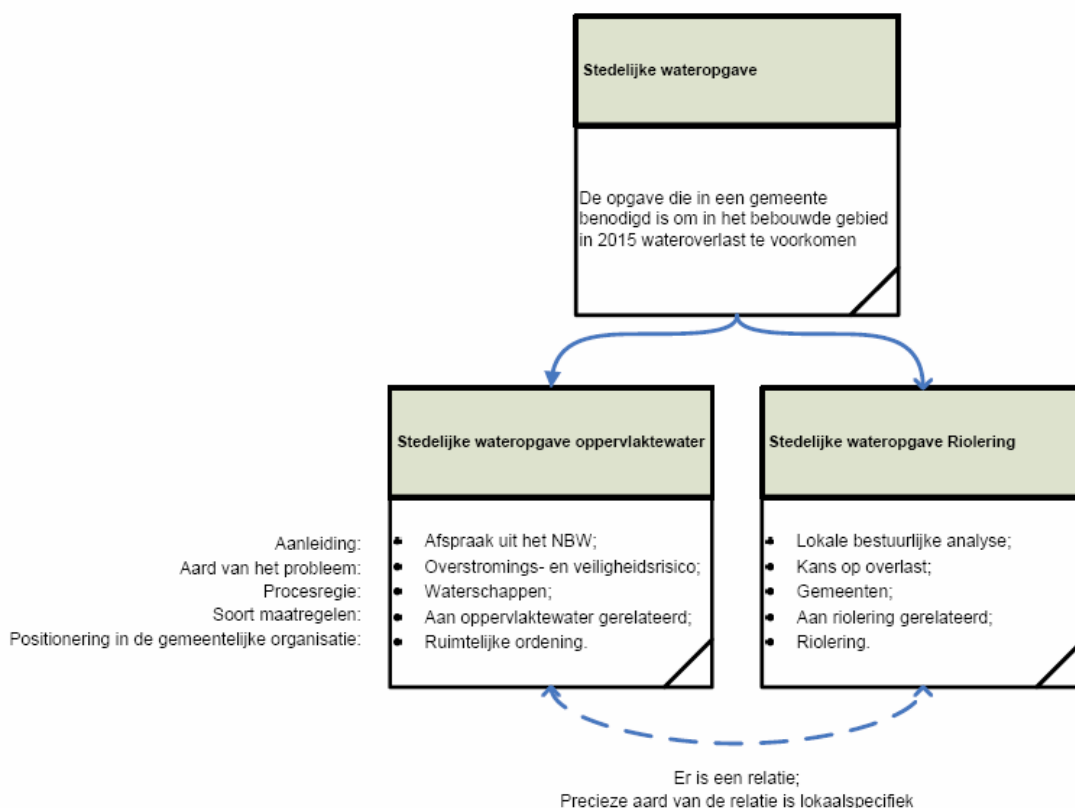 Stedelijke wateropgave
De opgave die in een gemeente
benodigd is om in het bebouwde gebied
in 2015 wateroverlast te voorkomen
Stedelijke wateropgave oppervlaktewater
Stedelijke wateropgave Riolering
Aanleiding:
Aard van het probleem:
Procesregie:
Soort maatregelen:
Positionering in de gemeentelijke organisatie:
• Afspraak uit het NBW;
• Overstromings- en veiligheidsrisico;
• Waterschappen;
• Aan oppervlaktewater gerelateerd;
• Ruimtelijke ordening.
• Lokale bestuurlijke analyse;
• Kans op overlast;
• Gemeenten;
• Aan riolering gerelateerd;
• Riolering.
Er is een relatie;
Precieze aard van de relatie is lokaalspecifiek